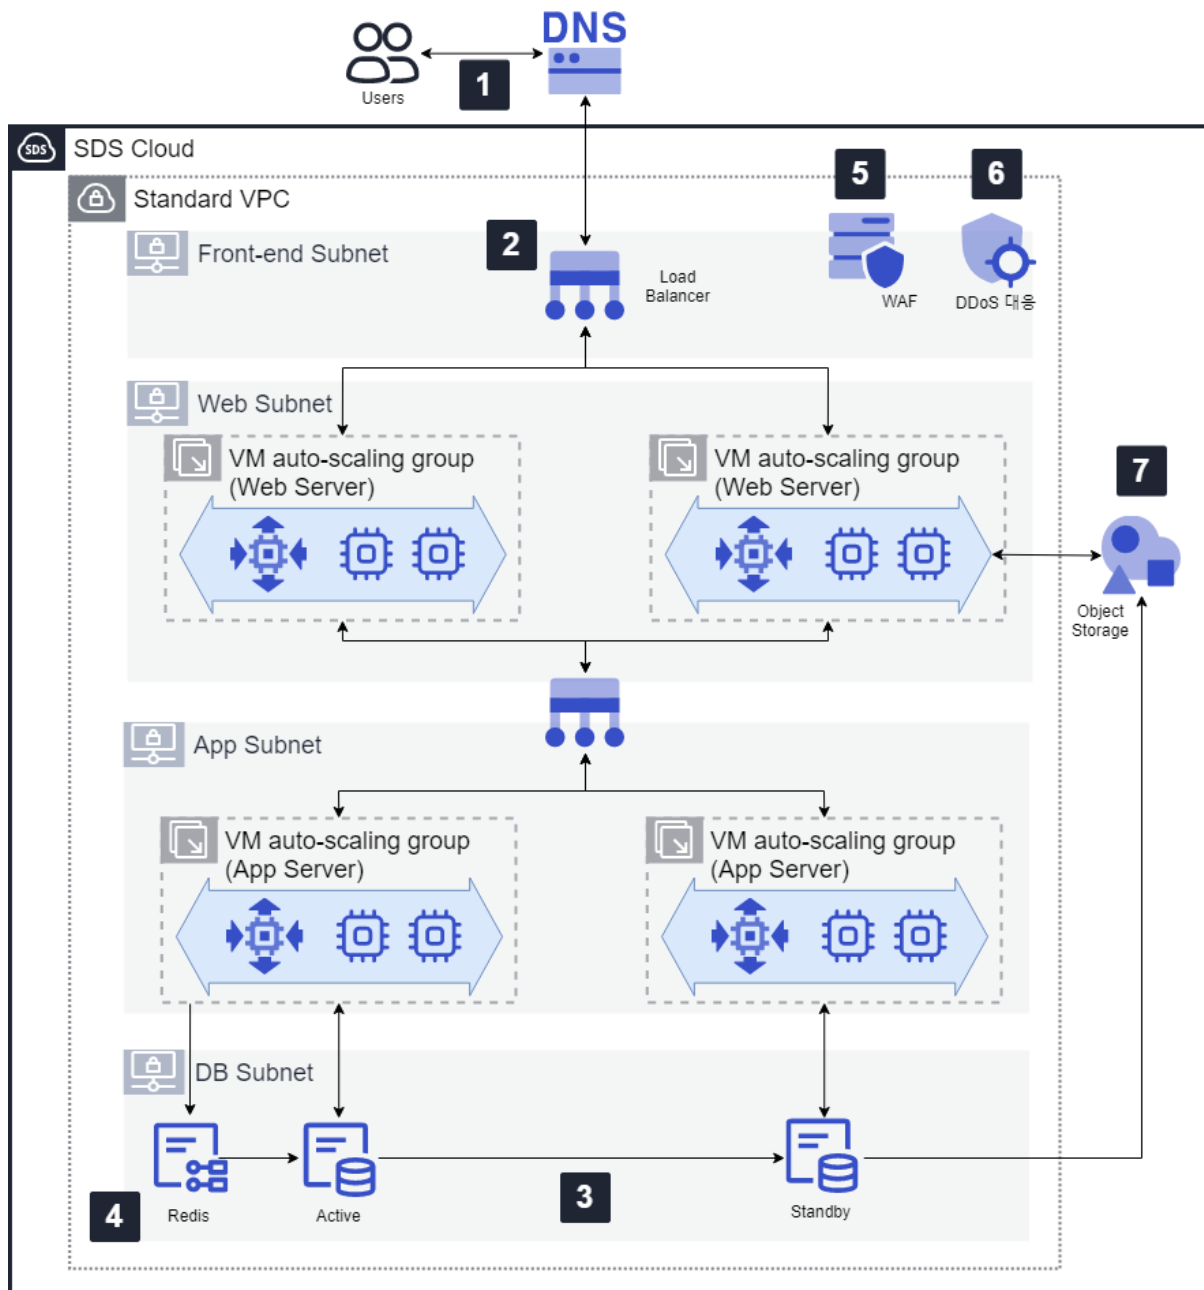 DNS
Users
1
SDS
SDS Cloud
Standard VPC
5
6
Front-end Subnet
2
Load
Balancer
WAF
DDoS 대응
Web Subnet
VM auto-scaling group
(Web Server)
VM auto-scaling group
(Web Server)
7
Object
Storage
App Subnet
VM auto-scaling group
(App Server)
VM auto-scaling group
(App Server)
DB Subnet
4
Redis
Active
3
Standby